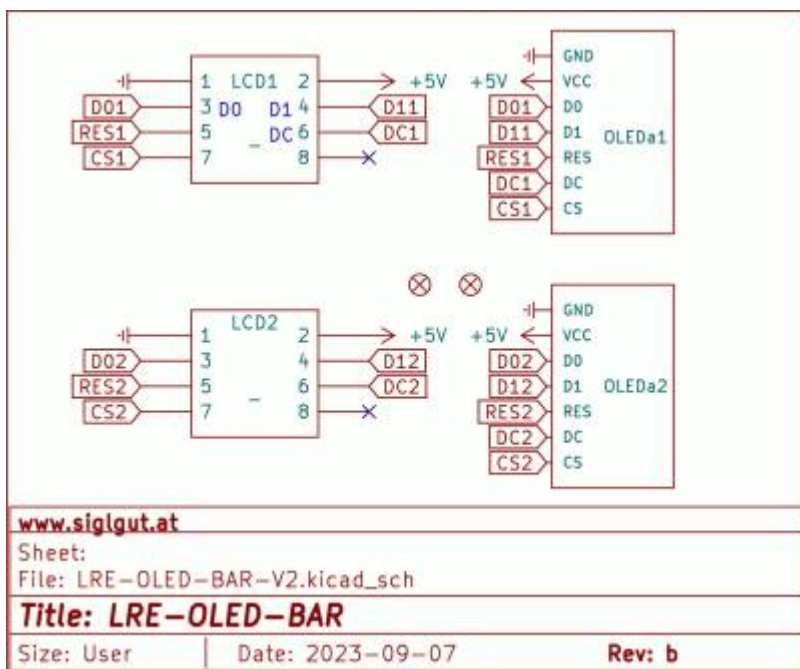 GND
1 LCD1 2 +5V +5V VCC
D01 3 D0 D1 4 D11 D01 D0
RES1 5 DC 6 DC1 D11 D1 OLEDa1
CS1 7 _ 8 RES1 RES
DC1 DC
CS1 CS
GND
1 LCD2 2 +5V +5V VCC
D02 3 4 D12 D02 D0
RES2 5 6 DC2 D12 D1 OLEDa2
CS2 7 _ 8 RES2 RES
DC2 DC
CS2 CS
www.siglgut.at
Sheet:
File: LRE-OLED-BAR-V2.kicad_sch
Title: LRE-OLED-BAR
Size: User Date: 2023-09-07 Rev: b